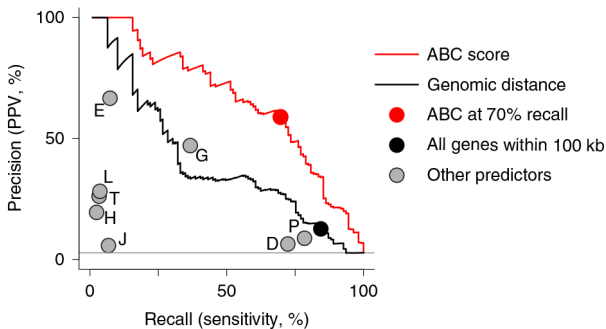 Precision (PPV, %)
100
50
0
E
G
L
T
H
J
D
P
0
50
100
Recall (sensitivity, %)
ABC score
Genomic distance
ABC at 70% recall
All genes within 100 kb
Other predictors